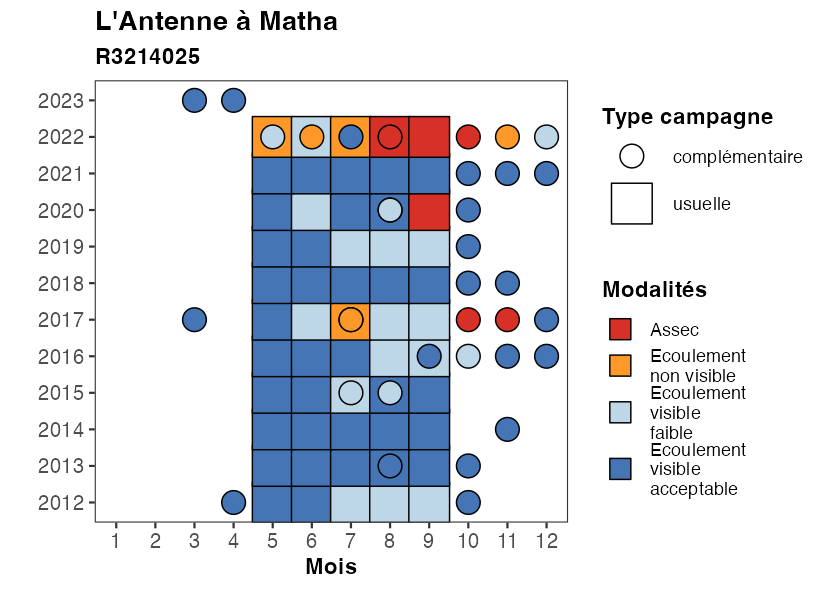 L'Antenne à Matha
R3214025
2023
2022
2021
2020
2019
2018
2017
2016
2015
2014
2013
2012
1 2 3 4 5 6 7 8 9 10 11 12
Mois
Type campagne
complémentaire
usuelle
Modalités
Assec
Ecoulement
non visible
Ecoulement
visible
faible
Ecoulement
visible
acceptable